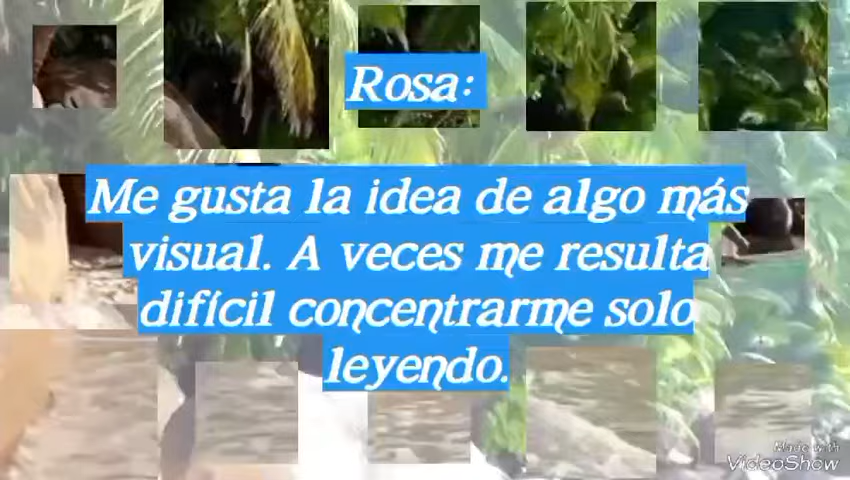 Rosa:
Me gusta la idea de algo más
visual. A veces me resulta
difícil concentrarme solo
leyendo.
Made with
VideoShow